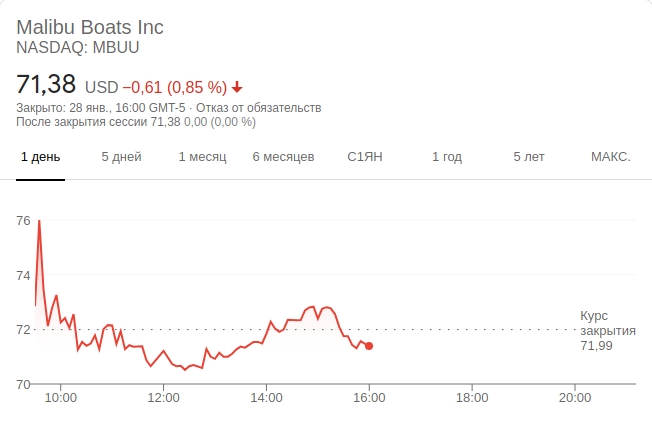 Malibu Boats Inc
NASDAQ: MBUU
71,38 USD −0,61 (0,85 %)
Закрыто: 28 янв., 16:00 GMT-5 · Отказ от обязательств
После закрытия сессии 71,38 0,00 (0,00 %)
1 день 5 дней 1 месяц 6 месяцев С1ЯН 1 год 5 лет МАКС.
76
74
72
70
Курс
закрытия
71,99
10:00 12:00 14:00 16:00 18:00 20:00